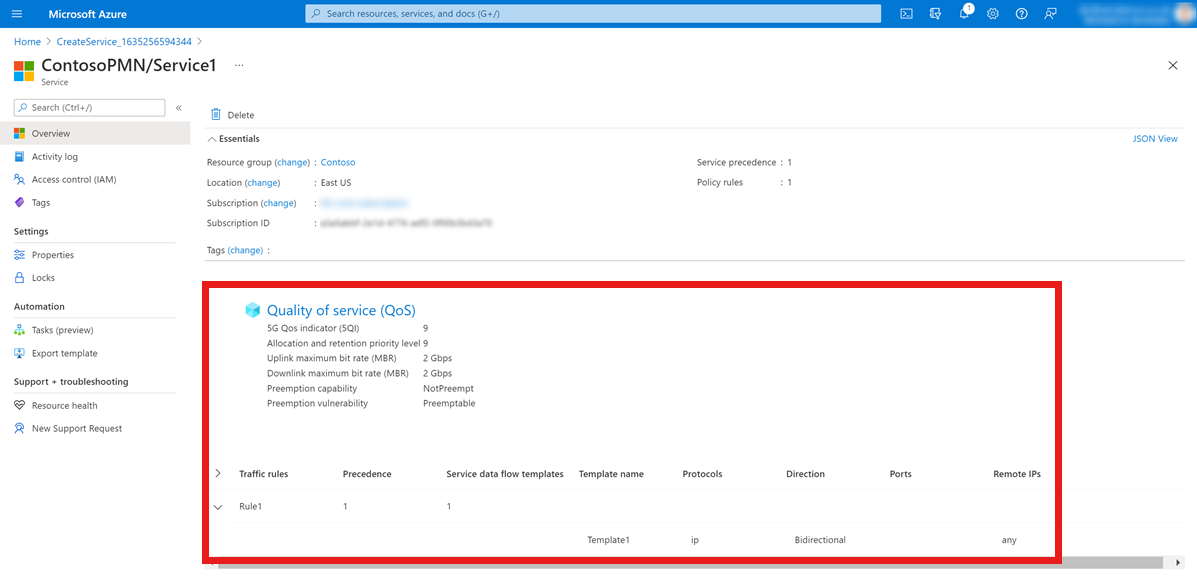 Microsoft Azure
Search resources, services, and docs (G+/)
1
Home > CreateService_1635256594344 >
ContosoPMN/Service1 ...
Service
Search (Ctrl+/) «
Overview
Activity log
Access control (IAM)
Tags
Settings
Properties
Locks
Automation
Tasks (preview)
Export template
Support + troubleshooting
Resource health
New Support Request
Delete
Essentials
JSON View
Resource group (change) : Contoso
Location (change) : East US
Subscription (change) :
Subscription ID :
Tags (change) :
Service precedence : 1
Policy rules : 1
Quality of service (QoS)
5G Qos indicator (5QI) 9
Allocation and retention priority level 9
Uplink maximum bit rate (MBR) 2 Gbps
Downlink maximum bit rate (MBR) 2 Gbps
Preemption capability NotPreempt
Preemption vulnerability Preemptable
Traffic rules Precedence Service data flow templates Template name Protocols Direction Ports Remote IPs
Rule1 1 1
Template1 ip Bidirectional any